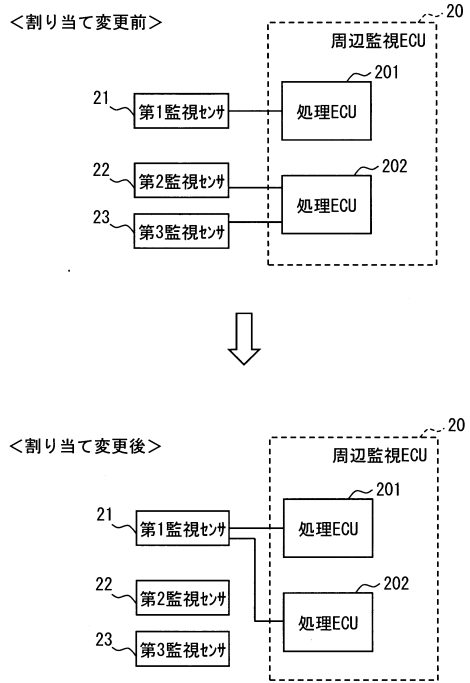 ＜割り当て変更前＞
20
周辺監視ECU
201
21
第1監視ｾﾝｻ
処理ECU
22
第2監視ｾﾝｻ
202
23
第3監視ｾﾝｻ
処理ECU
＜割り当て変更後＞
20
周辺監視ECU
201
21
第1監視ｾﾝｻ
処理ECU
22
第2監視ｾﾝｻ
202
23
第3監視ｾﾝｻ
処理ECU